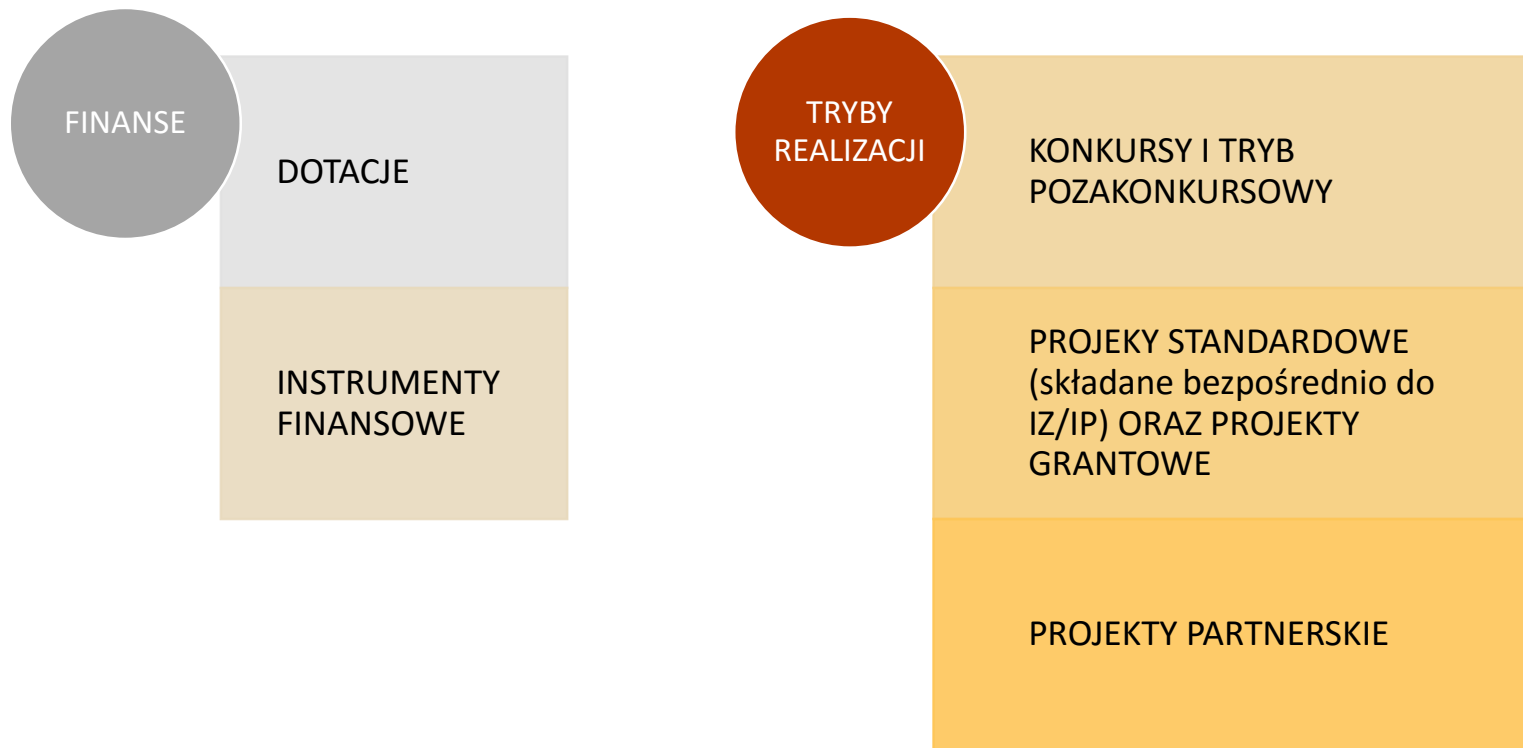 FINANSE
DOTACJE
INSTRUMENTY
FINANSOWE
TRYBY
REALIZACJI
KONKURSY I TRYB
POZAKONKURSOWY
PROJEKY STANDARDOWE
(składane bezpośrednio do
IZ/IP) ORAZ PROJEKTY
GRANTOWE
PROJEKTY PARTNERSKIE